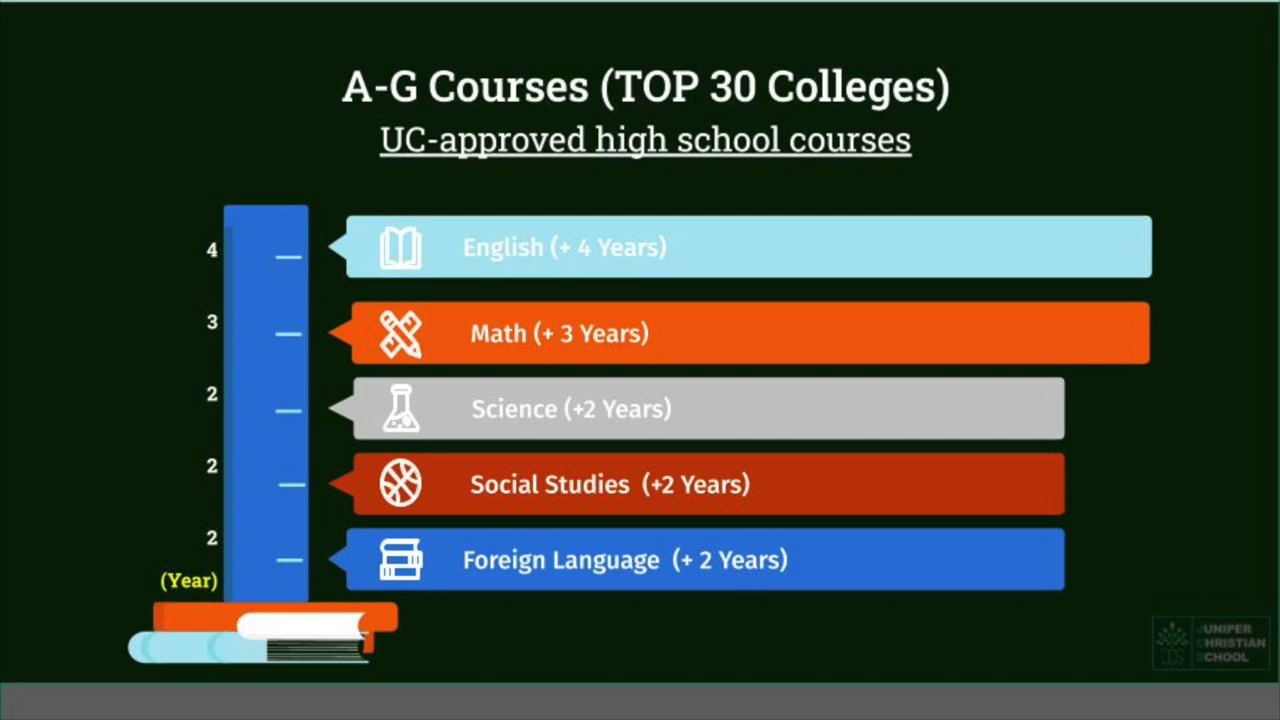 A-G Courses (TOP 30 Colleges)
UC-approved high school courses
4
English (+ 4 Years)
3
Math (+ 3 Years)
2
Science (+2 Years)
2
Social Studies (+2 Years)
2
Foreign Language (+ 2 Years)
(Year)
JUNIPER
CHRISTIAN
SCHOOL
JCS